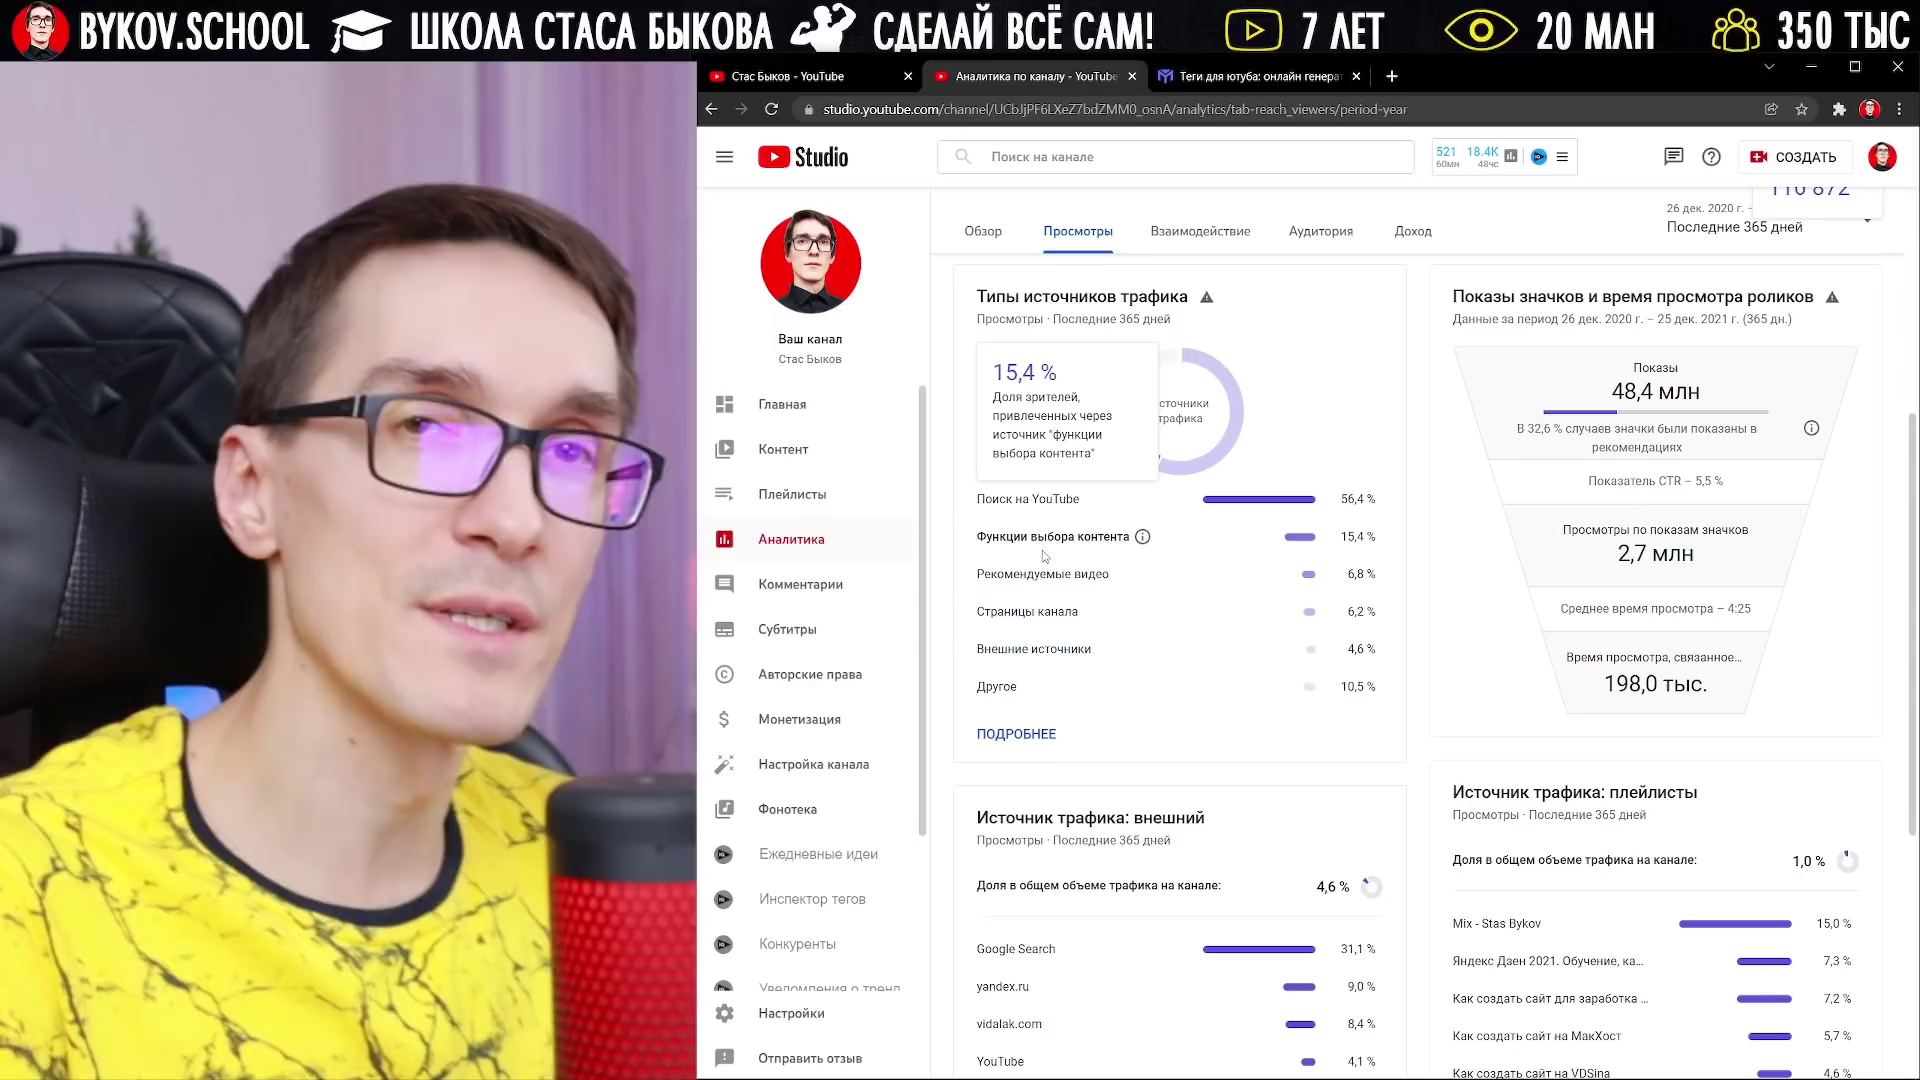 BYKOV.SCHOOL ШКОЛА СТАСА БЫКОВА СДЕЛАЙ ВСЁ САМ! 7 ЛЕТ 20 МЛН 350 ТЫС
Стас Быков - YouTube
Аналитика по каналу - YouTube
Теги для ютуба: онлайн генера
studio.youtube.com/channel/UCbJjPF6LXeZ7bdZMM0_osnA/analytics/tab-reach_viewers/period-year
Studio
Поиск на канале
521 18.4K
60мн 48чс
СОЗДАТЬ
Ваш канал
Стас Быков
Главная
Контент
Плейлисты
Аналитика
Комментарии
Субтитры
Авторские права
Монетизация
Настройка канала
Фонотека
Ежедневные идеи
Инспектор тегов
Конкуренты
Уведомления о тренд
Настройки
Отправить отзыв
Обзор
Просмотры
Взаимодействие
Аудитория
Доход
116 872
26 дек. 2020 г. –
Последние 365 дней
Типы источников трафика
Просмотры · Последние 365 дней
15,4 %
Доля зрителей,
привлеченных через
источник "функции
выбора контента"
сточники
трафика
Поиск на YouTube 56,4 %
Функции выбора контента 15,4 %
Рекомендуемые видео 6,8 %
Страницы канала 6,2 %
Внешние источники 4,6 %
Другое 10,5 %
ПОДРОБНЕЕ
Показы значков и время просмотра роликов
Данные за период 26 дек. 2020 г. – 25 дек. 2021 г. (365 дн.)
Показы
48,4 млн
В 32,6 % случаев значки были показаны в
рекомендациях
Показатель CTR – 5,5 %
Просмотры по показам значков
2,7 млн
Среднее время просмотра – 4:25
Время просмотра, связанное...
198,0 тыс.
Источник трафика: внешний
Просмотры · Последние 365 дней
Доля в общем объеме трафика на канале: 4,6 %
Google Search 31,1 %
yandex.ru 9,0 %
vidalak.com 8,4 %
YouTube 4,1 %
Источник трафика: плейлисты
Просмотры · Последние 365 дней
Доля в общем объеме трафика на канале: 1,0 %
Mix - Stas Bykov 15,0 %
Яндекс Дзен 2021. Обучение, ка... 7,3 %
Как создать сайт для заработка ... 7,2 %
Как создать сайт на МакХост 5,7 %
Как создать сайт на VDSina 4,6 %